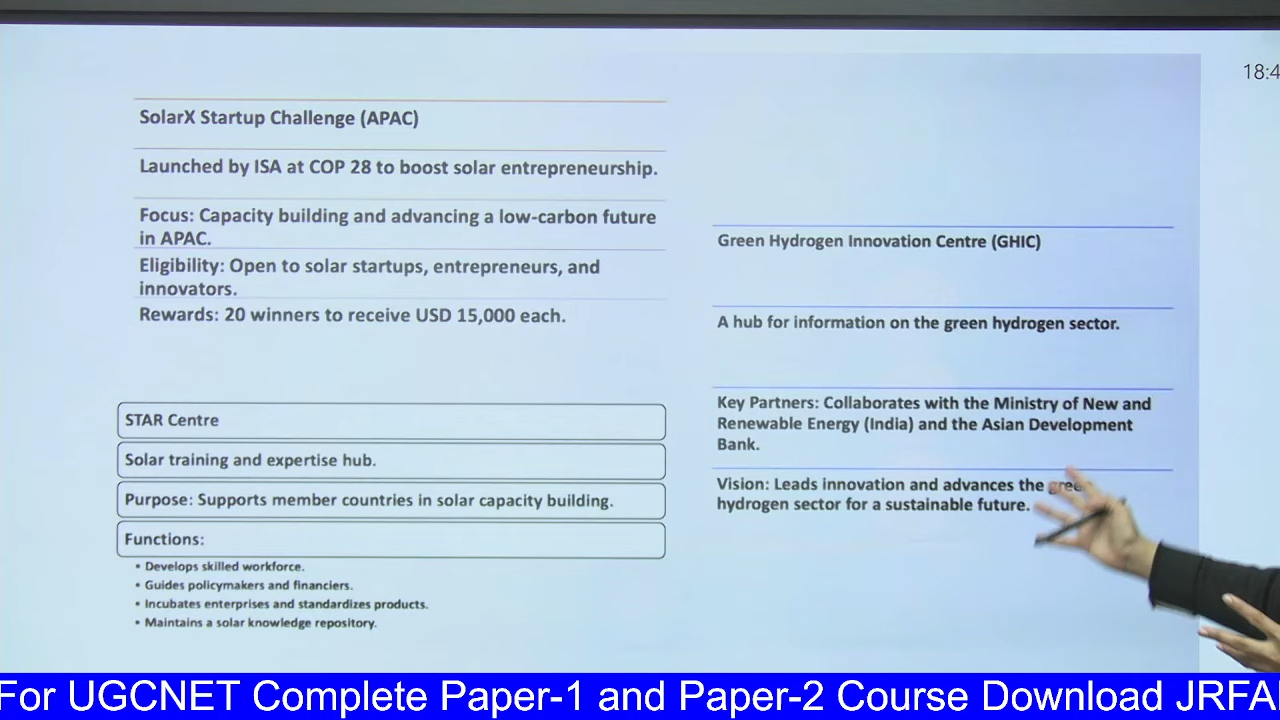 18:4
SolarX Startup Challenge (APAC)
Launched by ISA at COP 28 to boost solar entrepreneurship.
Focus: Capacity building and advancing a low-carbon future
in APAC.
Eligibility: Open to solar startups, entrepreneurs, and
innovators.
Rewards: 20 winners to receive USD 15,000 each.
STAR Centre
Solar training and expertise hub.
Purpose: Supports member countries in solar capacity building.
Functions:
• Develops skilled workforce.
• Guides policymakers and financiers.
• Incubates enterprises and standardizes products.
• Maintains a solar knowledge repository.
Green Hydrogen Innovation Centre (GHIC)
A hub for information on the green hydrogen sector.
Key Partners: Collaborates with the Ministry of New and
Renewable Energy (India) and the Asian Development
Bank.
Vision: Leads innovation and advances the green
hydrogen sector for a sustainable future.
For UGCNET Complete Paper-1 and Paper-2 Course Download JRFA